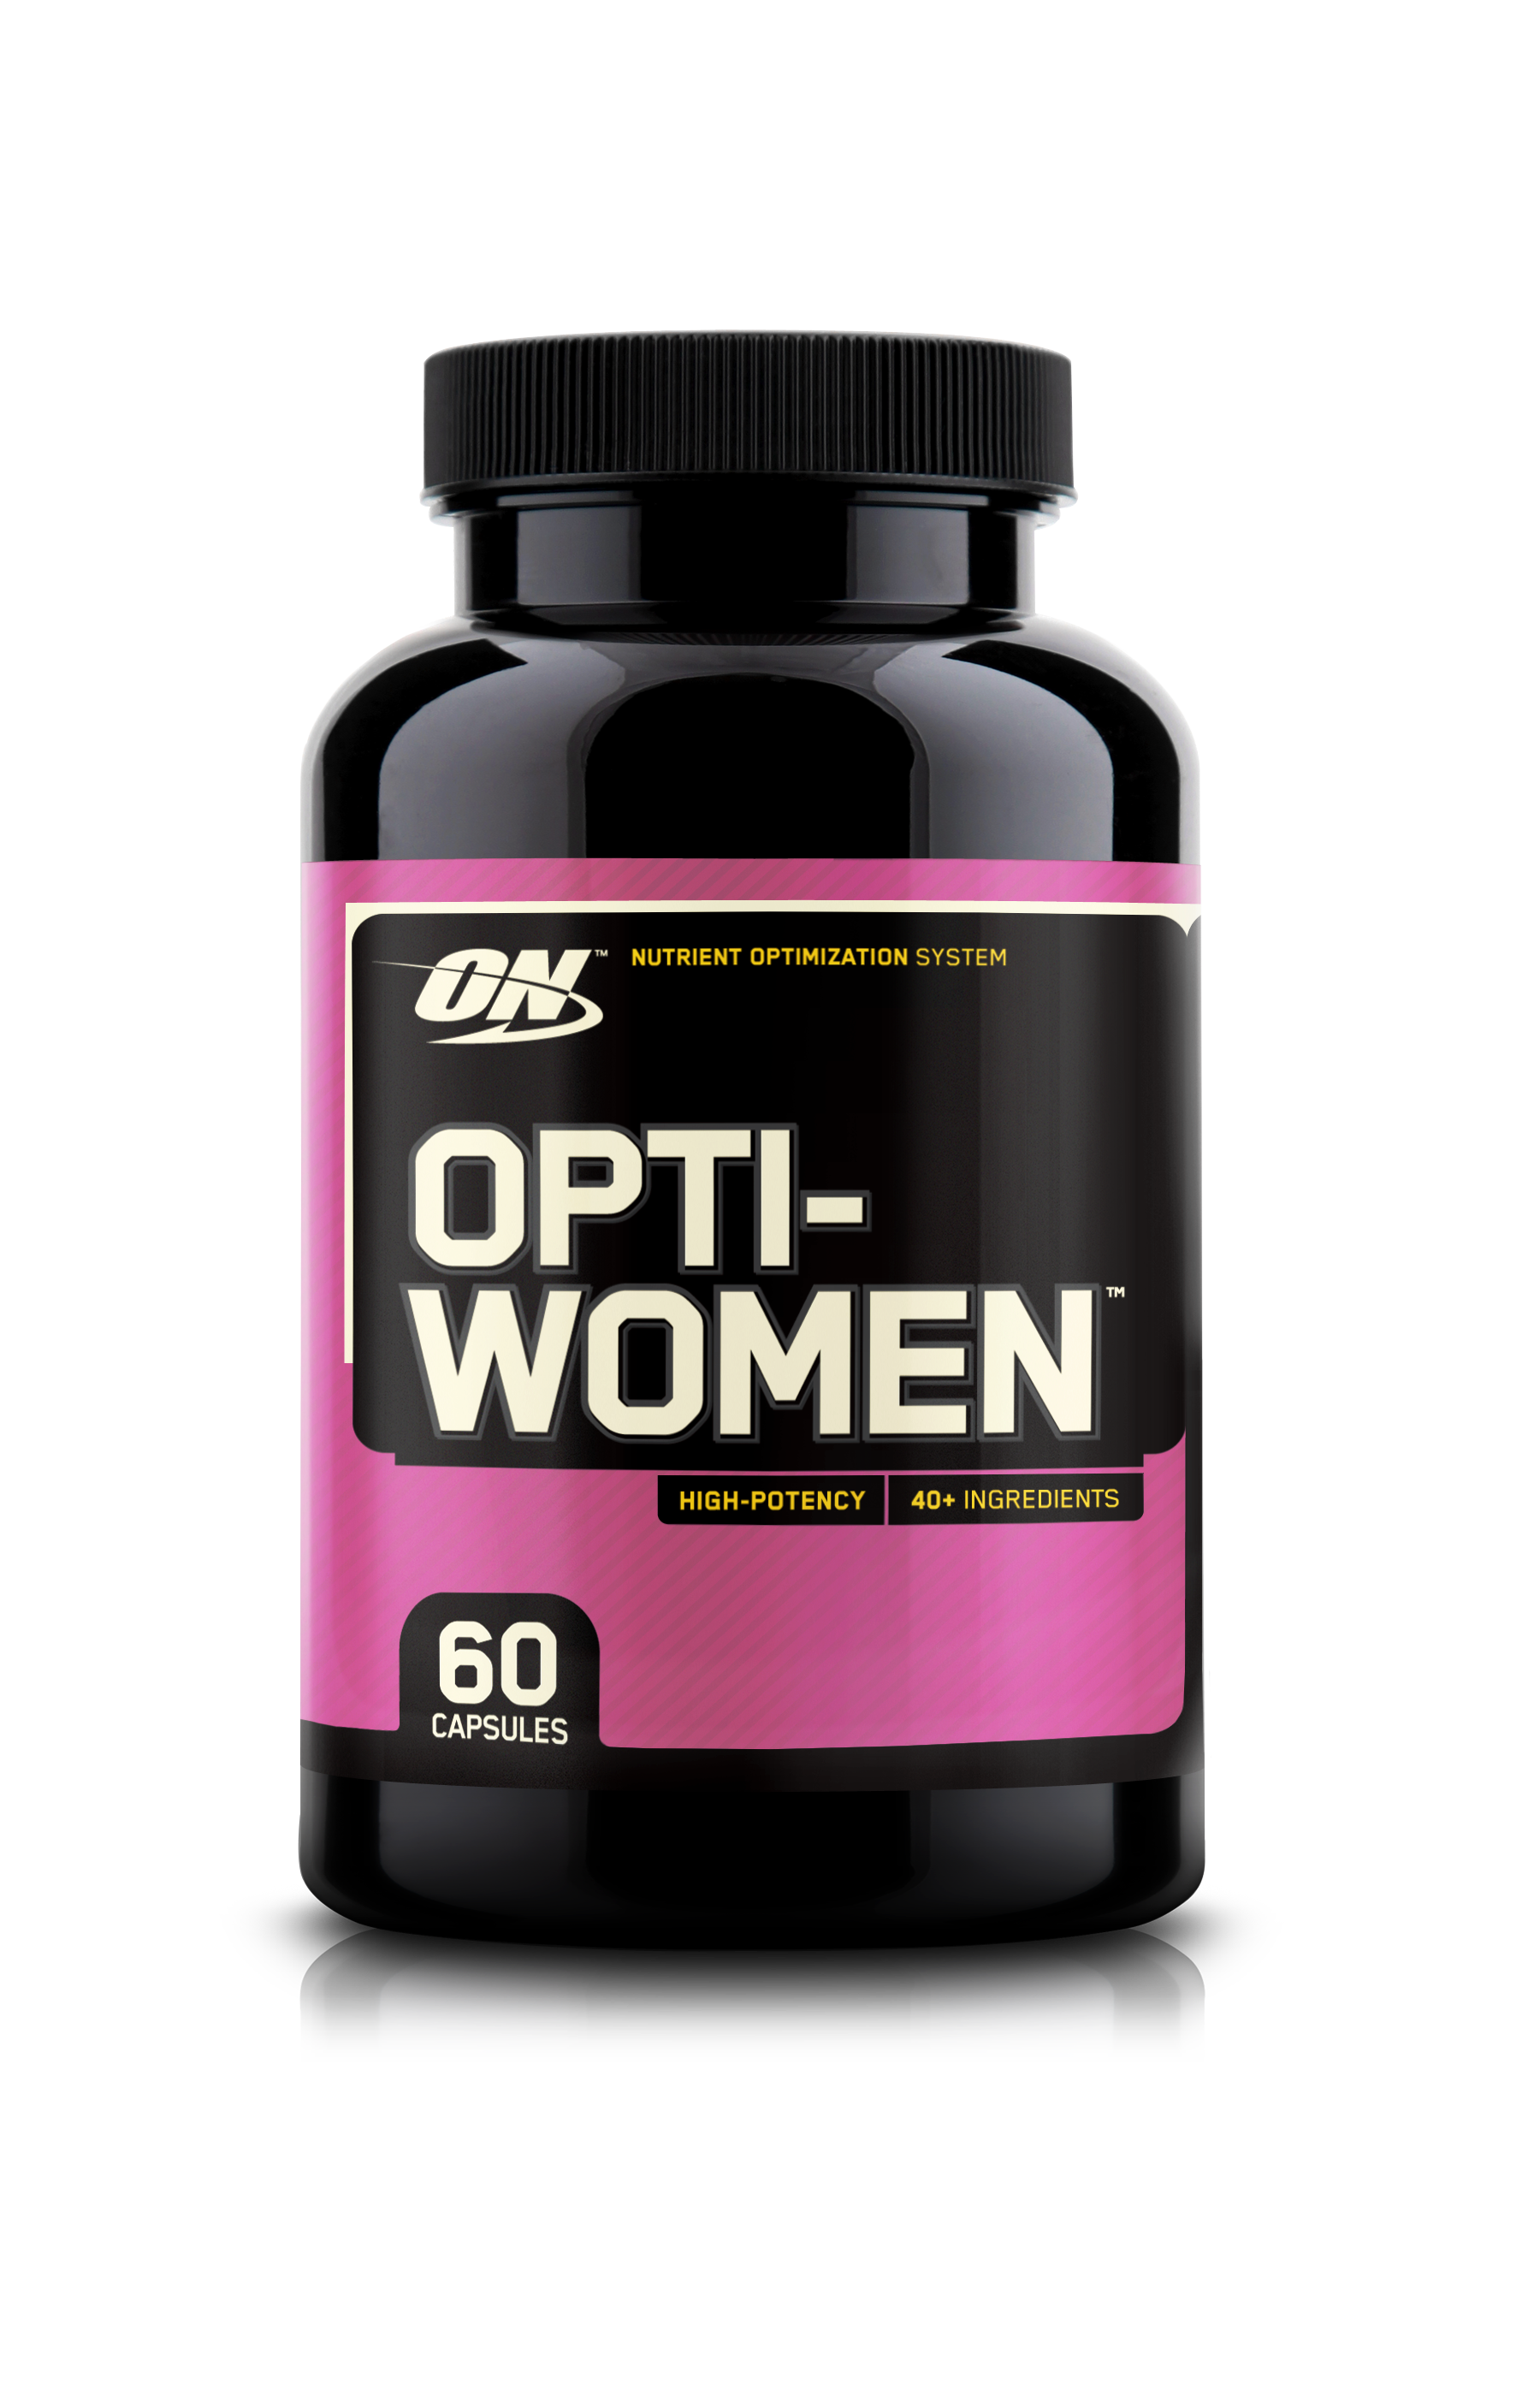 ON™ NUTRIENT OPTIMIZATION SYSTEM
OPTI-
WOMEN™
HIGH-POTENCY 40+ INGREDIENTS
60
CAPSULES